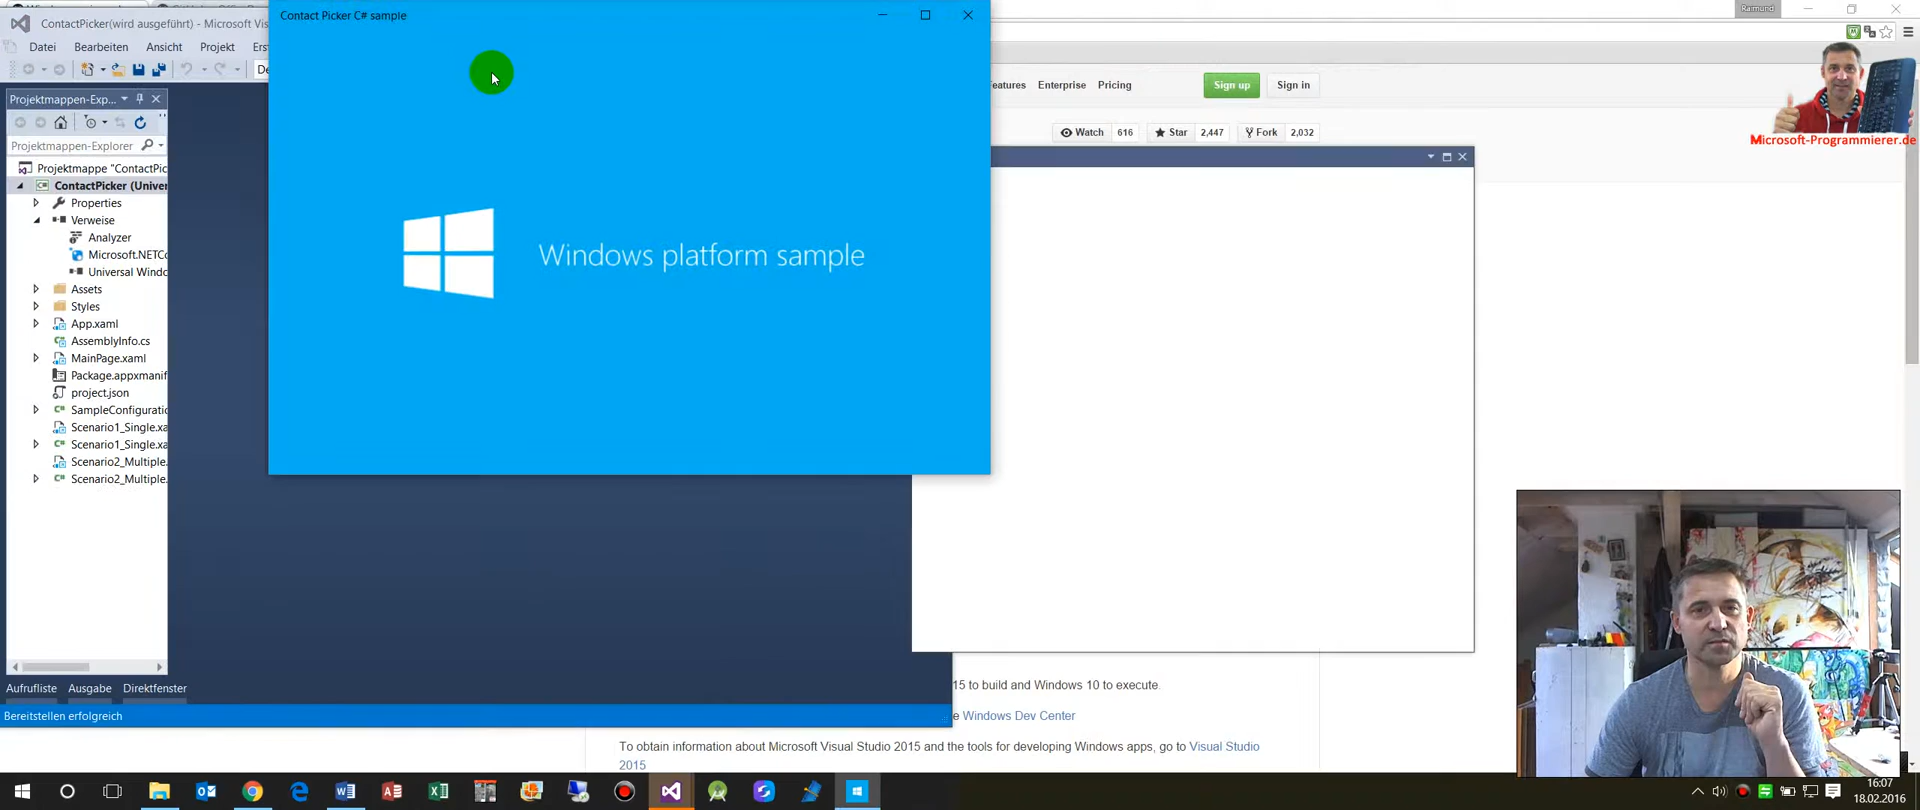 ContactPicker(wird ausgeführt) - Microsoft Vis
Contact Picker C# sample
Raimund
Datei Bearbeiten Ansicht Projekt Ers
De
Features Enterprise Pricing Sign up Sign in
Projektmappen-Exp...
Watch 616 Star 2,447 Fork 2,032
Microsoft-Programmierer.de
Projektmappen-Explorer
Projektmappe "ContactPic
ContactPicker (Univer
Properties
Verweise
Analyzer
Microsoft.NETCo
Universal Windo
Windows platform sample
Assets
Styles
App.xaml
AssemblyInfo.cs
MainPage.xaml
Package.appxmanif
project.json
SampleConfiguratio
Scenario1_Single.xa
Scenario1_Single.xa
Scenario2_Multiple.
Scenario2_Multiple.
Aufrufliste Ausgabe Direktfenster
15 to build and Windows 10 to execute.
Bereitstellen erfolgreich
e Windows Dev Center
To obtain information about Microsoft Visual Studio 2015 and the tools for developing Windows apps, go to Visual Studio
2015
16:07
18.02.2016